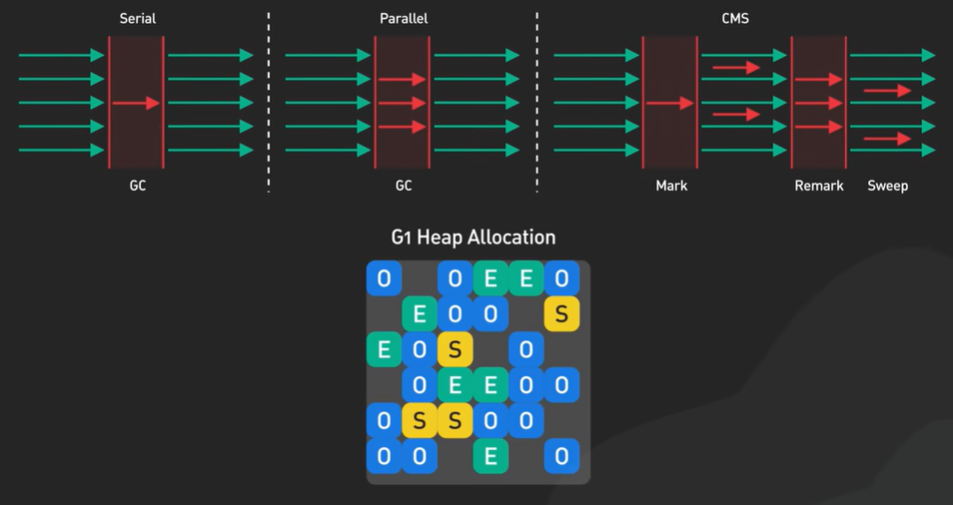 Serial Parallel CMS
GC GC Mark Remark Sweep
G1 Heap Allocation
O O E E O
E O O S
E O S O
O E E O O
O S S O O
O O E O